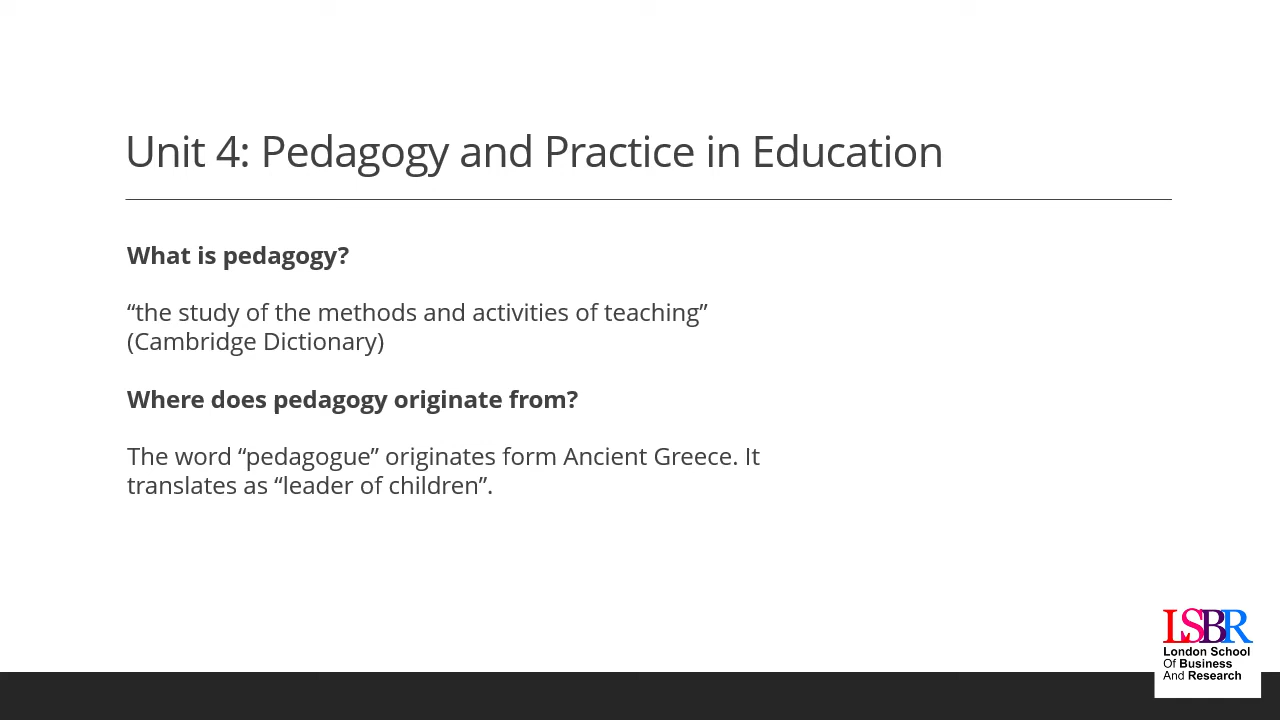 Unit 4: Pedagogy and Practice in Education
What is pedagogy?
“the study of the methods and activities of teaching”
(Cambridge Dictionary)
Where does pedagogy originate from?
The word “pedagogue” originates form Ancient Greece. It
translates as “leader of children”.
LSBR
London School
Of Business
And Research